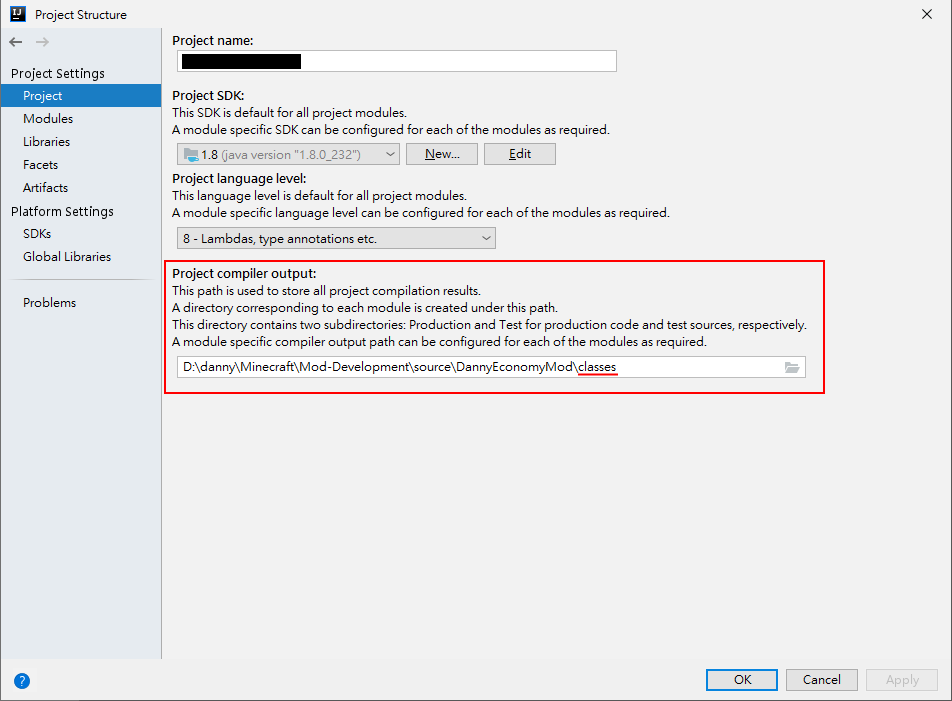 Project Structure
Project Settings
Project
Modules
Libraries
Facets
Artifacts
Platform Settings
SDKs
Global Libraries
Problems
Project name:
Project SDK:
This SDK is default for all project modules.
A module specific SDK can be configured for each of the modules as required.
1.8 (java version "1.8.0_232")
New...
Edit
Project language level:
This language level is default for all project modules.
A module specific language level can be configured for each of the modules as required.
8 - Lambdas, type annotations etc.
Project compiler output:
This path is used to store all project compilation results.
A directory corresponding to each module is created under this path.
This directory contains two subdirectories: Production and Test for production code and test sources, respectively.
A module specific compiler output path can be configured for each of the modules as required.
D:\danny\Minecraft\Mod-Development\source\DannyEconomyMod\classes
?
OK
Cancel
Apply